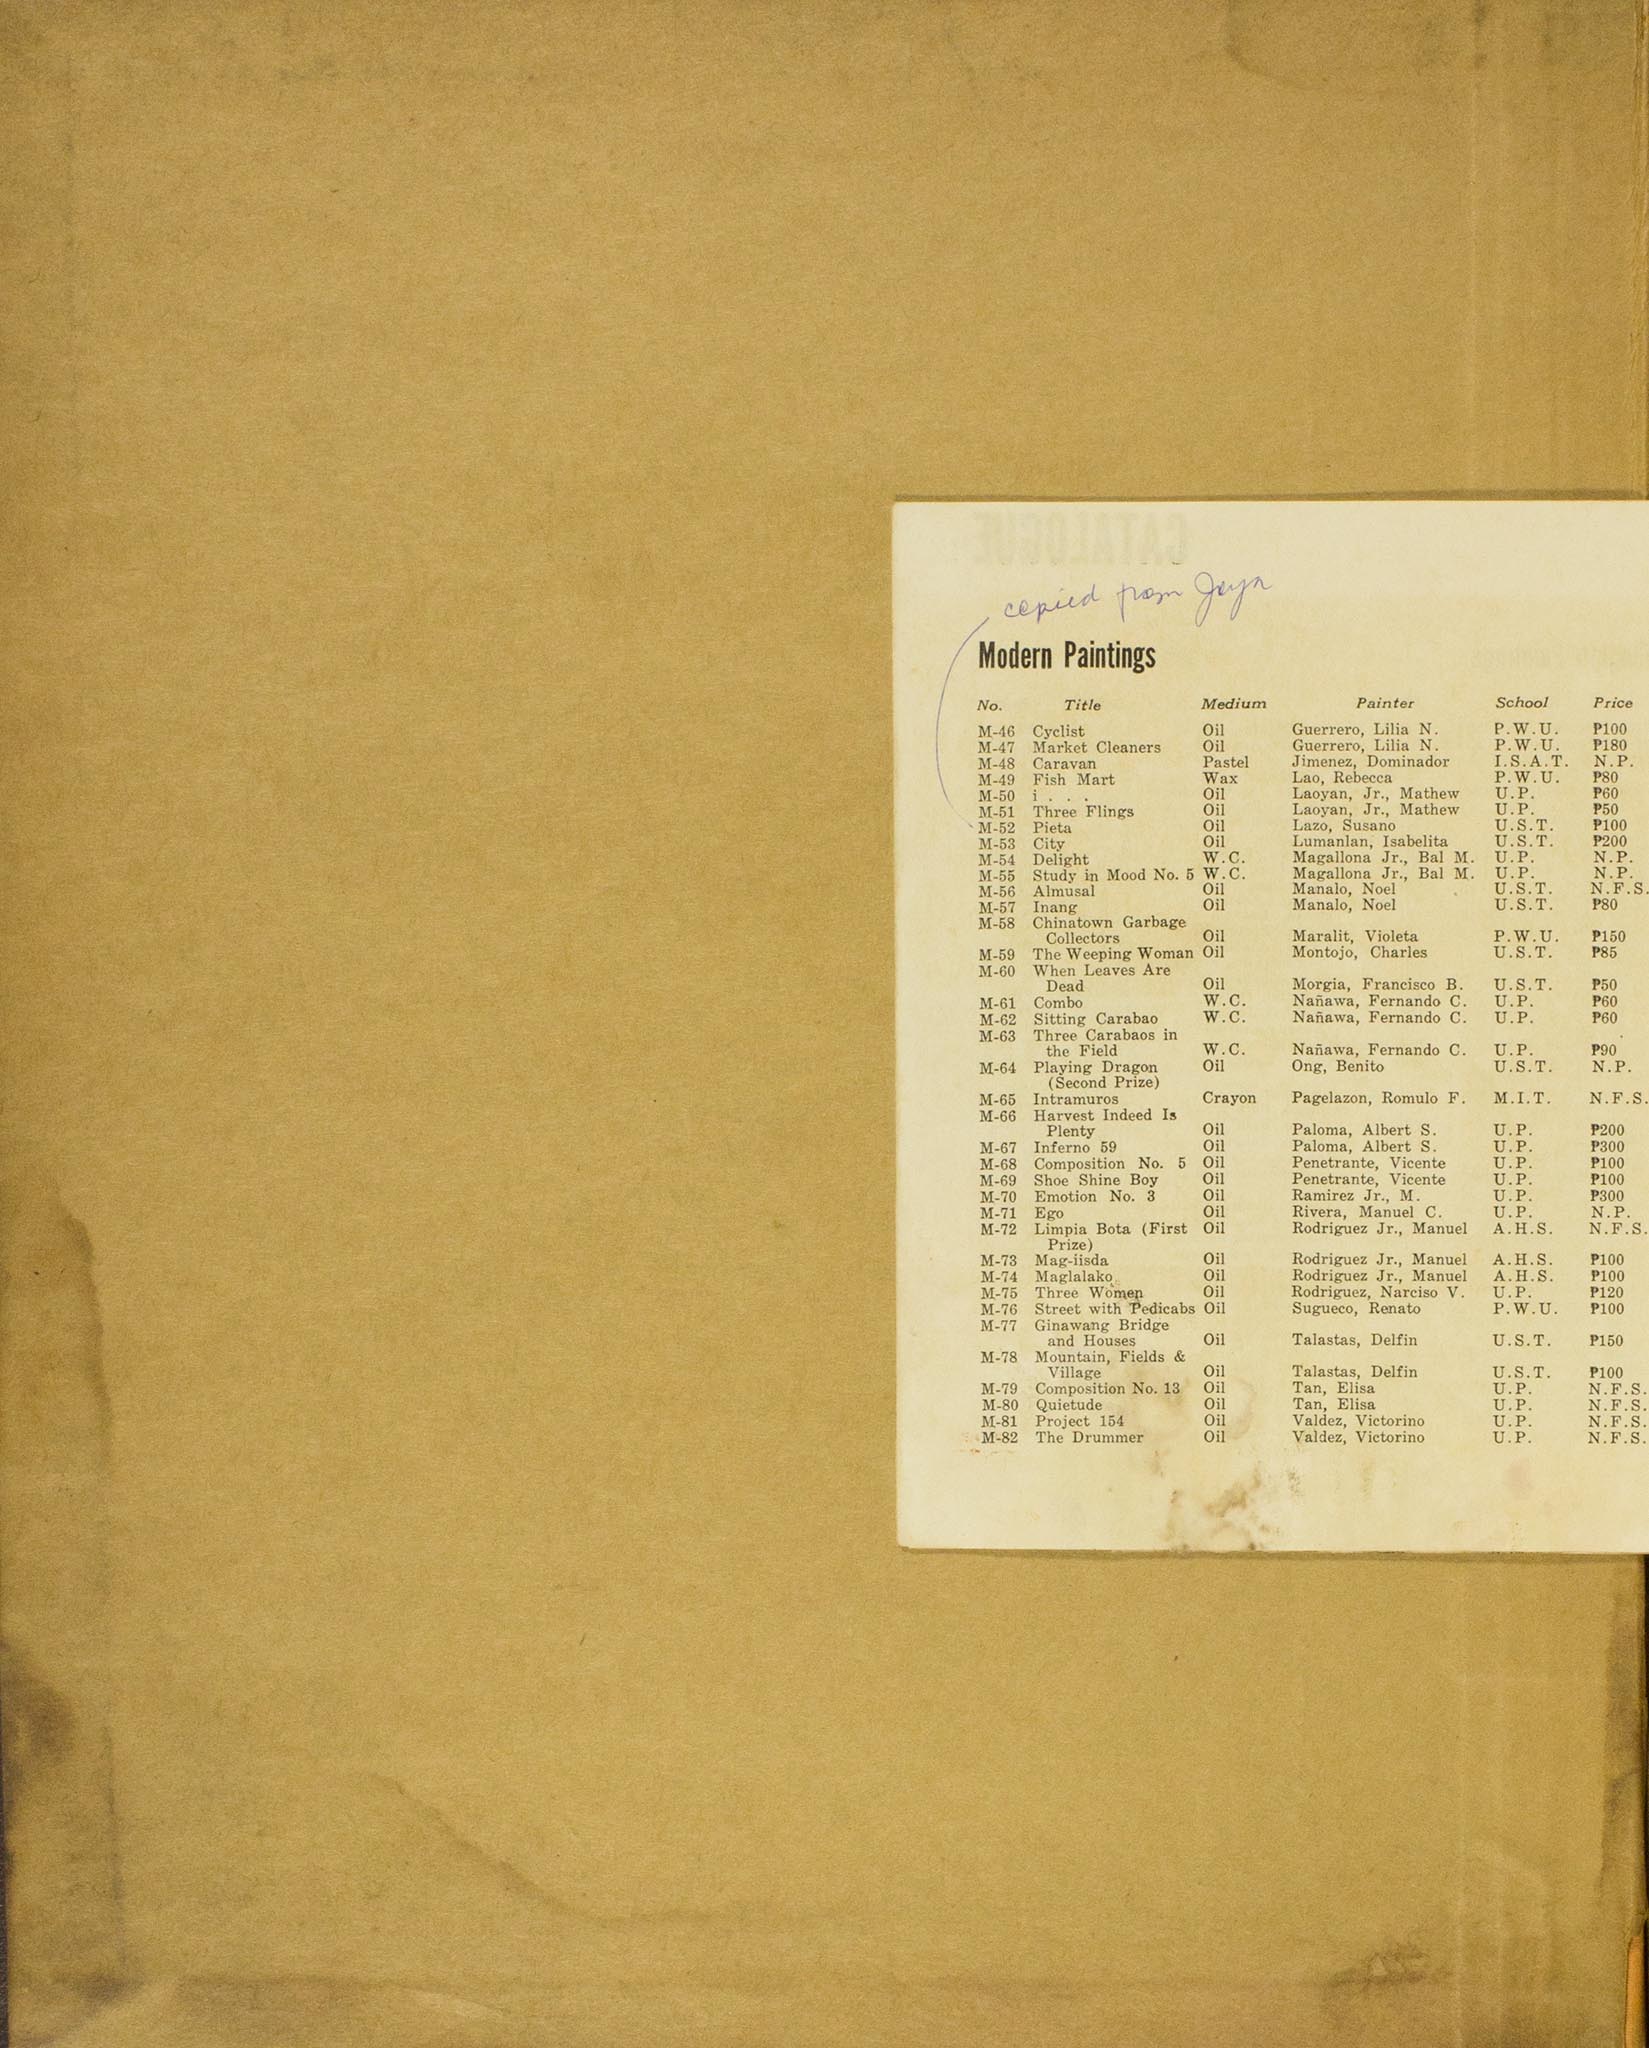 CATALOGUE
copied from Joya
Modern Paintings
No. Title Medium Painter School Price
M-46 Cyclist Oil Guerrero, Lilia N. P.W.U. ₱100
M-47 Market Cleaners Oil Guerrero, Lilia N. P.W.U. ₱180
M-48 Caravan Pastel Jimenez, Dominador I.S.A.T. N.P.
M-49 Fish Mart Wax Lao, Rebecca P.W.U. ₱80
M-50 i . . . Oil Laoyan, Jr., Mathew U.P. ₱60
M-51 Three Flings Oil Laoyan, Jr., Mathew U.P. ₱50
M-52 Pieta Oil Lazo, Susano U.S.T. ₱100
M-53 City Oil Lumanlan, Isabelita U.S.T. ₱200
M-54 Delight W.C. Magallona Jr., Bal M. U.P. N.P.
M-55 Study in Mood No. 5 W.C. Magallona Jr., Bal M. U.P. N.P.
M-56 Almusal Oil Manalo, Noel U.S.T. N.F.S.
M-57 Inang Oil Manalo, Noel U.S.T. ₱80
M-58 Chinatown Garbage
Collectors Oil Maralit, Violeta P.W.U. ₱150
M-59 The Weeping Woman Oil Montojo, Charles U.S.T. ₱85
M-60 When Leaves Are
Dead Oil Morgia, Francisco B. U.S.T. ₱50
M-61 Combo W.C. Nañawa, Fernando C. U.P. ₱60
M-62 Sitting Carabao W.C. Nañawa, Fernando C. U.P. ₱60
M-63 Three Carabaos in
the Field W.C. Nañawa, Fernando C. U.P. ₱90
M-64 Playing Dragon Oil Ong, Benito U.S.T. N.P.
(Second Prize)
M-65 Intramuros Crayon Pagelazon, Romulo F. M.I.T. N.F.S.
M-66 Harvest Indeed Is
Plenty Oil Paloma, Albert S. U.P. ₱200
M-67 Inferno 59 Oil Paloma, Albert S. U.P. ₱300
M-68 Composition No. 5 Oil Penetrante, Vicente U.P. ₱100
M-69 Shoe Shine Boy Oil Penetrante, Vicente U.P. ₱100
M-70 Emotion No. 3 Oil Ramirez Jr., M. U.P. ₱300
M-71 Ego Oil Rivera, Manuel C. U.P. N.P.
M-72 Limpia Bota (First Oil Rodriguez Jr., Manuel A.H.S. N.F.S.
Prize)
M-73 Mag-iisda Oil Rodriguez Jr., Manuel A.H.S. ₱100
M-74 Maglalako Oil Rodriguez Jr., Manuel A.H.S. ₱100
M-75 Three Women Oil Rodriguez, Narciso V. U.P. ₱120
M-76 Street with Pedicabs Oil Sugueco, Renato P.W.U. ₱100
M-77 Ginawang Bridge
and Houses Oil Talastas, Delfin U.S.T. ₱150
M-78 Mountain, Fields &
Village Oil Talastas, Delfin U.S.T. ₱100
M-79 Composition No. 13 Oil Tan, Elisa U.P. N.F.S.
M-80 Quietude Oil Tan, Elisa U.P. N.F.S.
M-81 Project 154 Oil Valdez, Victorino U.P. N.F.S.
M-82 The Drummer Oil Valdez, Victorino U.P. N.F.S.